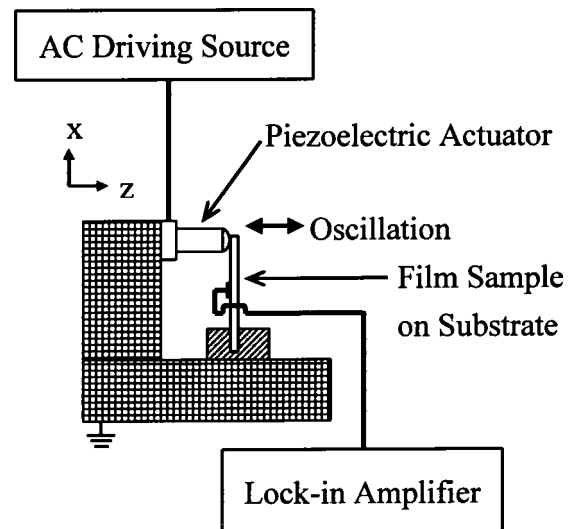 AC Driving Source
x
z
Piezoelectric Actuator
Oscillation
Film Sample
on Substrate
Lock-in Amplifier